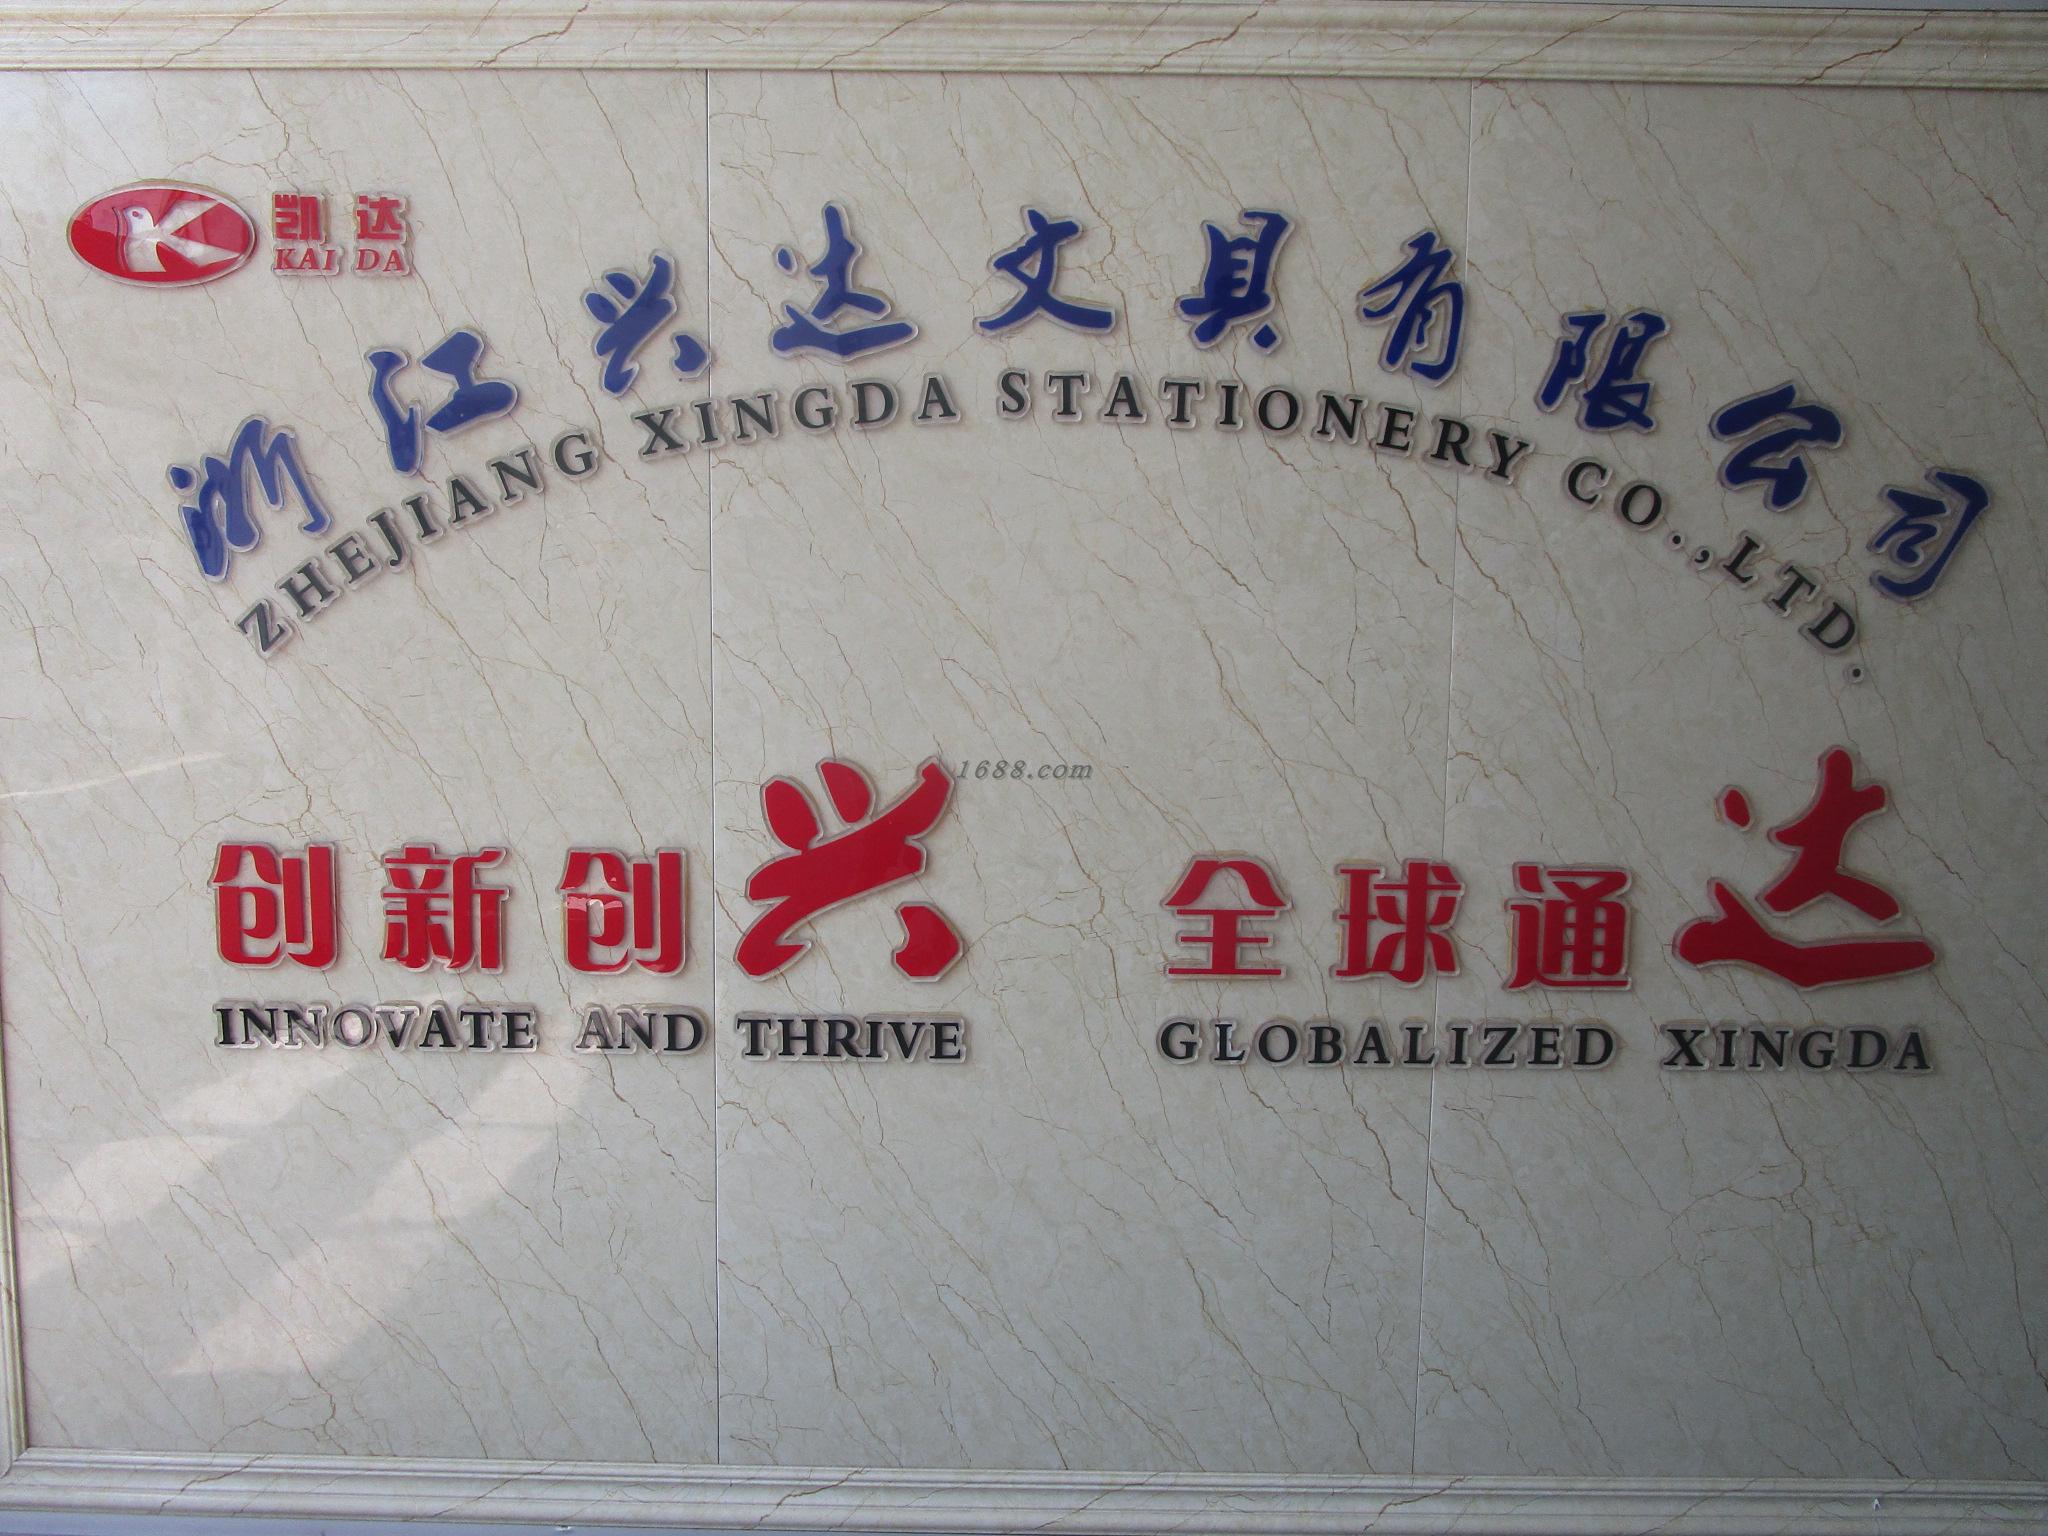 凯达
KAI DA
浙江兴达文具有限公司
ZHEJIANG XINGDA STATIONERY CO.,LTD.
1688.com
创新创兴 全球通达
INNOVATE AND THRIVE GLOBALIZED XINGDA